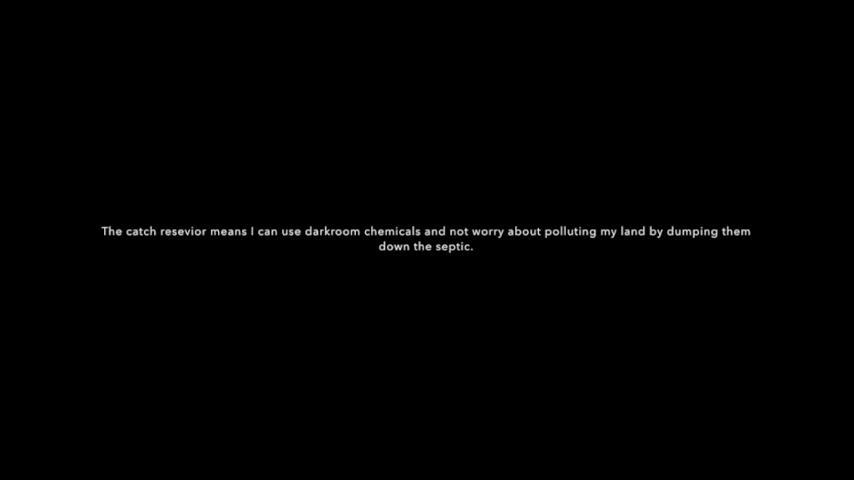 The catch resevior means I can use darkroom chemicals and not worry about polluting my land by dumping them
down the septic.